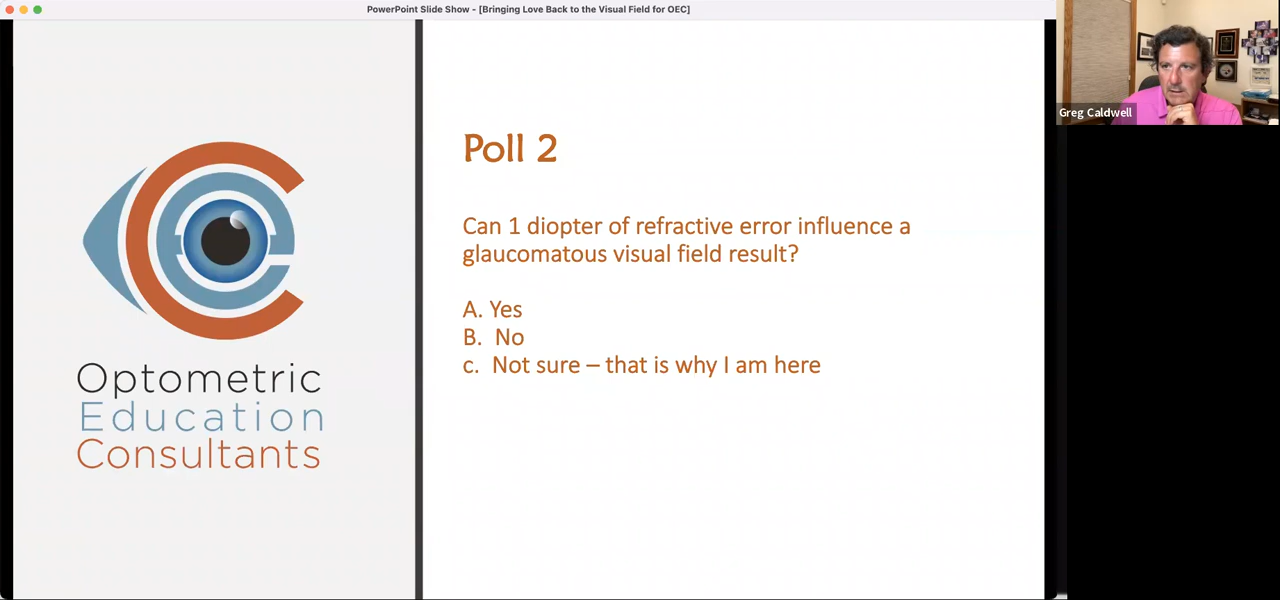 PowerPoint Slide Show - [Bringing Love Back to the Visual Field for OEC]
Greg Caldwell
Poll 2
Can 1 diopter of refractive error influence a
glaucomatous visual field result?
A. Yes
B. No
c. Not sure – that is why I am here
Optometric
Education
Consultants